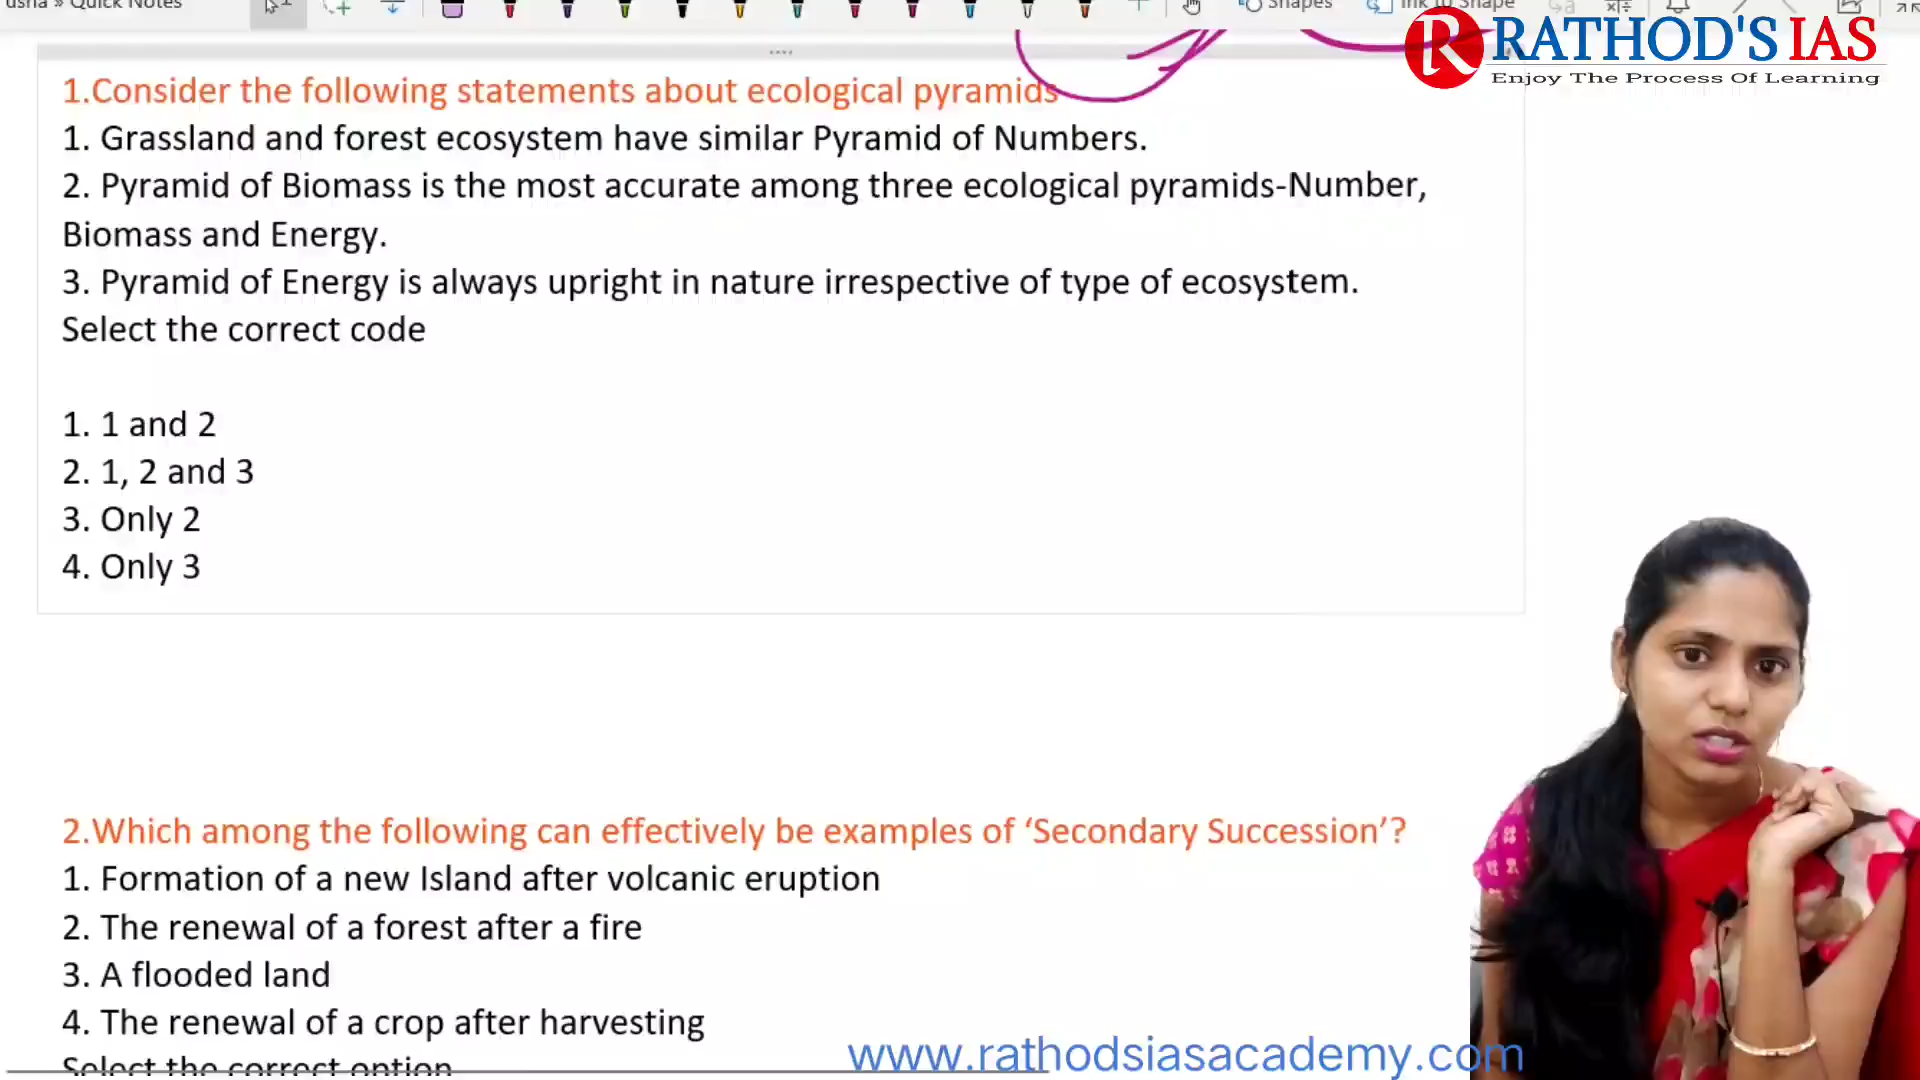 » Quick Notes
Shapes
Ink to Shape
RATHOD'S IAS
Enjoy The Process Of Learning
1.Consider the following statements about ecological pyramids
1. Grassland and forest ecosystem have similar Pyramid of Numbers.
2. Pyramid of Biomass is the most accurate among three ecological pyramids-Number,
Biomass and Energy.
3. Pyramid of Energy is always upright in nature irrespective of type of ecosystem.
Select the correct code
1. 1 and 2
2. 1, 2 and 3
3. Only 2
4. Only 3
2.Which among the following can effectively be examples of ‘Secondary Succession’?
1. Formation of a new Island after volcanic eruption
2. The renewal of a forest after a fire
3. A flooded land
4. The renewal of a crop after harvesting
Select the correct option
www.rathodsiasacademy.com